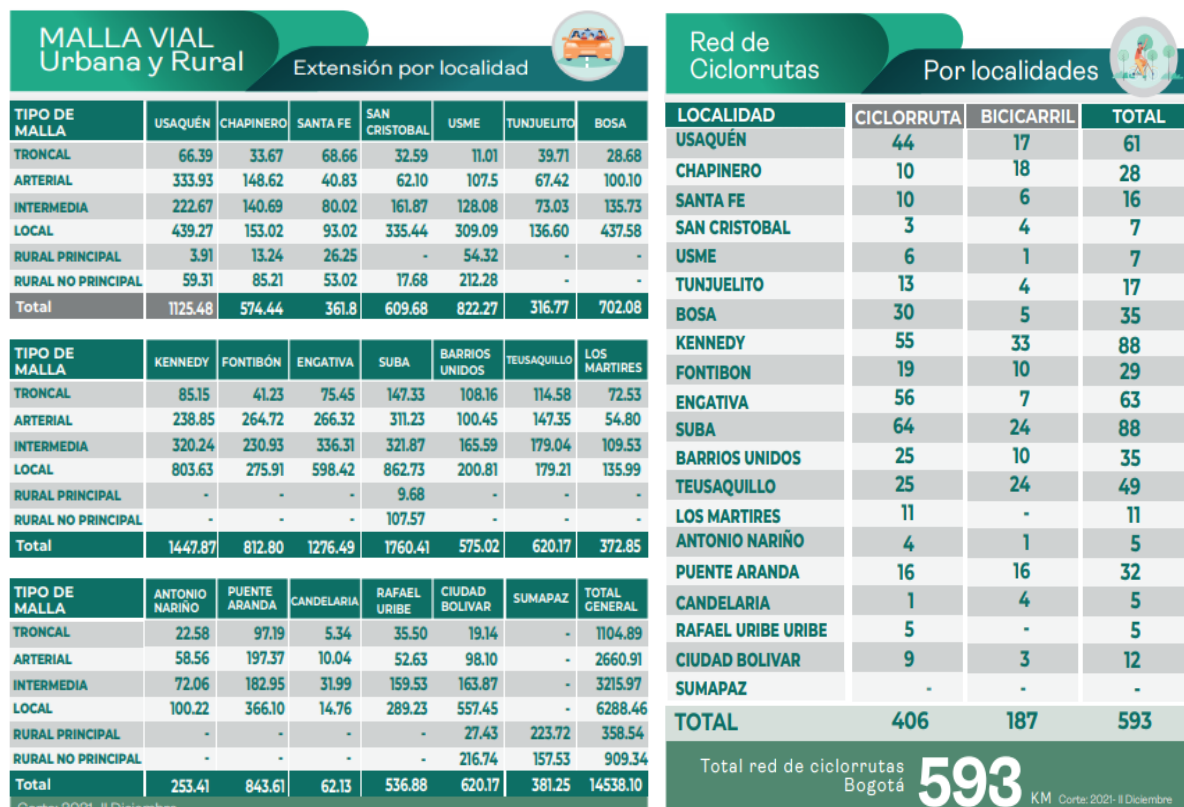 MALLA VIAL
Urbana y Rural
Extensión por localidad
TIPO DE MALLA USAQUÉN CHAPINERO SANTA FE SAN CRISTOBAL USME TUNJUELITO BOSA
TRONCAL 66.39 33.67 68.66 32.59 11.01 39.71 28.68
ARTERIAL 333.93 148.62 40.83 62.10 107.5 67.42 100.10
INTERMEDIA 222.67 140.69 80.02 161.87 128.08 73.03 135.73
LOCAL 439.27 153.02 93.02 335.44 309.09 136.60 437.58
RURAL PRINCIPAL 3.91 13.24 26.25 - 54.32 - -
RURAL NO PRINCIPAL 59.31 85.21 53.02 17.68 212.28 - -
Total 1125.48 574.44 361.8 609.68 822.27 316.77 702.08
TIPO DE MALLA KENNEDY FONTIBÓN ENGATIVA SUBA BARRIOS UNIDOS TEUSAQUILLO LOS MARTIRES
TRONCAL 85.15 41.23 75.45 147.33 108.16 114.58 72.53
ARTERIAL 238.85 264.72 266.32 311.23 100.45 147.35 54.80
INTERMEDIA 320.24 230.93 336.31 321.87 165.59 179.04 109.53
LOCAL 803.63 275.91 598.42 862.73 200.81 179.21 135.99
RURAL PRINCIPAL - - - 9.68 - - -
RURAL NO PRINCIPAL - - - 107.57 - - -
Total 1447.87 812.80 1276.49 1760.41 575.02 620.17 372.85
TIPO DE MALLA ANTONIO NARIÑO PUENTE ARANDA CANDELARIA RAFAEL URIBE CIUDAD BOLIVAR SUMAPAZ TOTAL GENERAL
TRONCAL 22.58 97.19 5.34 35.50 19.14 - 1104.89
ARTERIAL 58.56 197.37 10.04 52.63 98.10 - 2660.91
INTERMEDIA 72.06 182.95 31.99 159.53 163.87 - 3215.97
LOCAL 100.22 366.10 14.76 289.23 557.45 - 6288.46
RURAL PRINCIPAL - - - - 27.43 223.72 358.54
RURAL NO PRINCIPAL - - - - 216.74 157.53 909.34
Total 253.41 843.61 62.13 536.88 620.17 381.25 14538.10
Corte: 2021- II Diciembre
Red de
Ciclorrutas
Por localidades
LOCALIDAD CICLORRUTA BICICARRIL TOTAL
USAQUÉN 44 17 61
CHAPINERO 10 18 28
SANTA FE 10 6 16
SAN CRISTOBAL 3 4 7
USME 6 1 7
TUNJUELITO 13 4 17
BOSA 30 5 35
KENNEDY 55 33 88
FONTIBON 19 10 29
ENGATIVA 56 7 63
SUBA 64 24 88
BARRIOS UNIDOS 25 10 35
TEUSAQUILLO 25 24 49
LOS MARTIRES 11 - 11
ANTONIO NARIÑO 4 1 5
PUENTE ARANDA 16 16 32
CANDELARIA 1 4 5
RAFAEL URIBE URIBE 5 - 5
CIUDAD BOLIVAR 9 3 12
SUMAPAZ - - -
TOTAL 406 187 593
Total red de ciclorrutas
Bogotá
593 KM Corte: 2021- II Diciembre